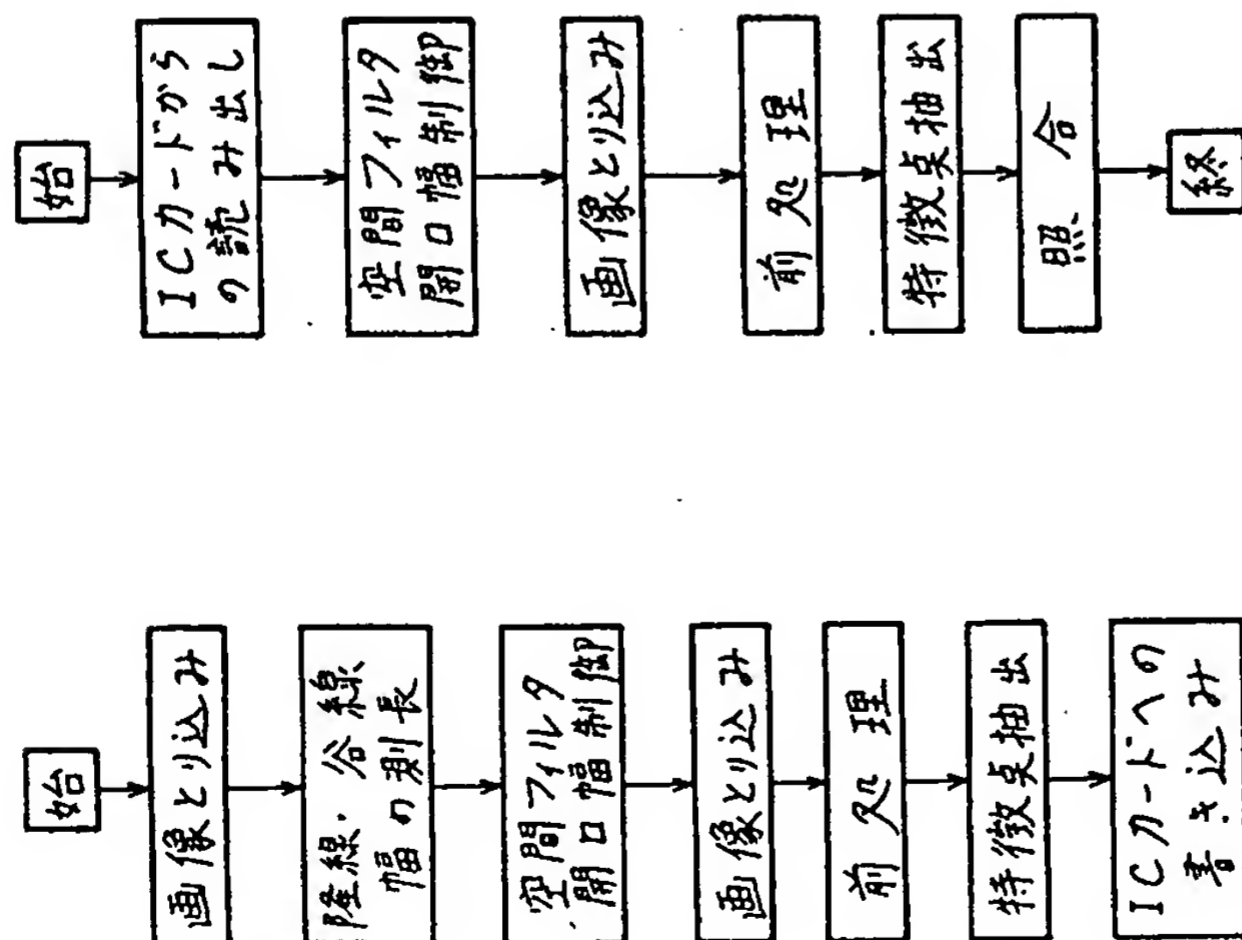 始
ICカードから
の読み出し
空間フィルタ
開口幅制御
画像とり込み
前処理
特徴点抽出
照合
終
始
画像とり込み
隆線・谷線
幅の測長
空間フィルタ
開口幅制御
画像とり込み
前処理
特徴点抽出
ICカードへの
書き込み